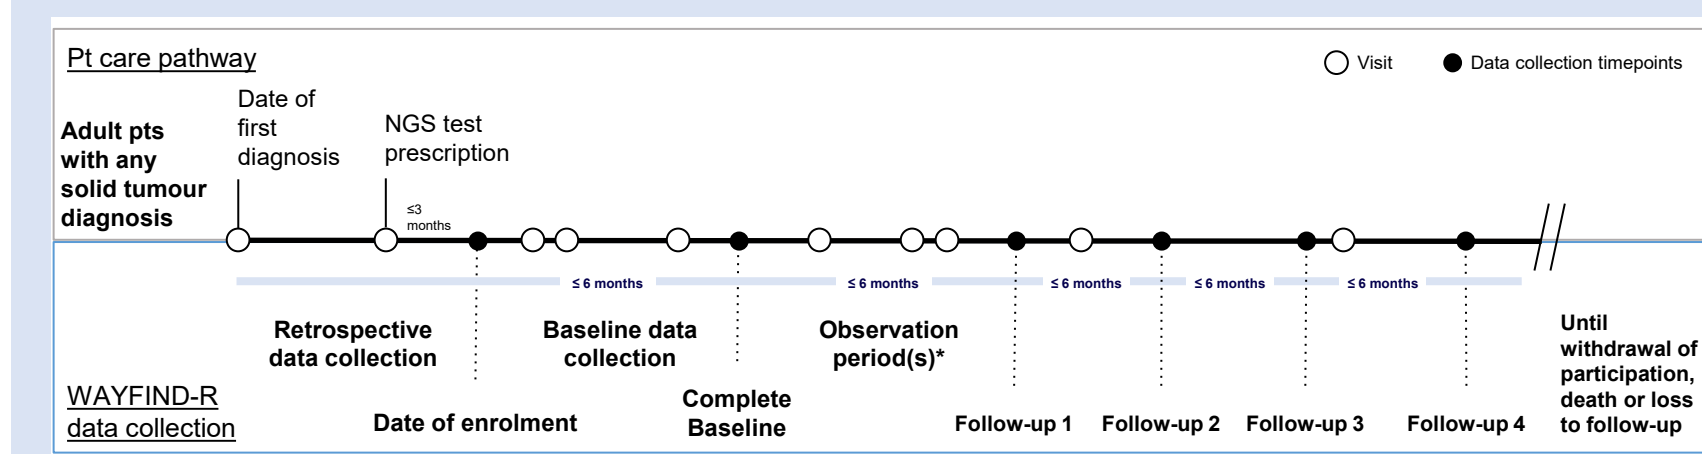 Pt care pathway
Visit
Data collection timepoints
Adult pts
with any
solid tumour
diagnosis
Date of
first
diagnosis
NGS test
prescription
≤3
months
≤ 6 months
≤ 6 months
≤ 6 months
≤ 6 months
≤ 6 months
Retrospective
data collection
Baseline data
collection
Observation
period(s)*
Until
withdrawal of
participation,
death or loss
to follow-up
WAYFIND-R
data collection
Date of enrolment
Complete
Baseline
Follow-up 1
Follow-up 2
Follow-up 3
Follow-up 4